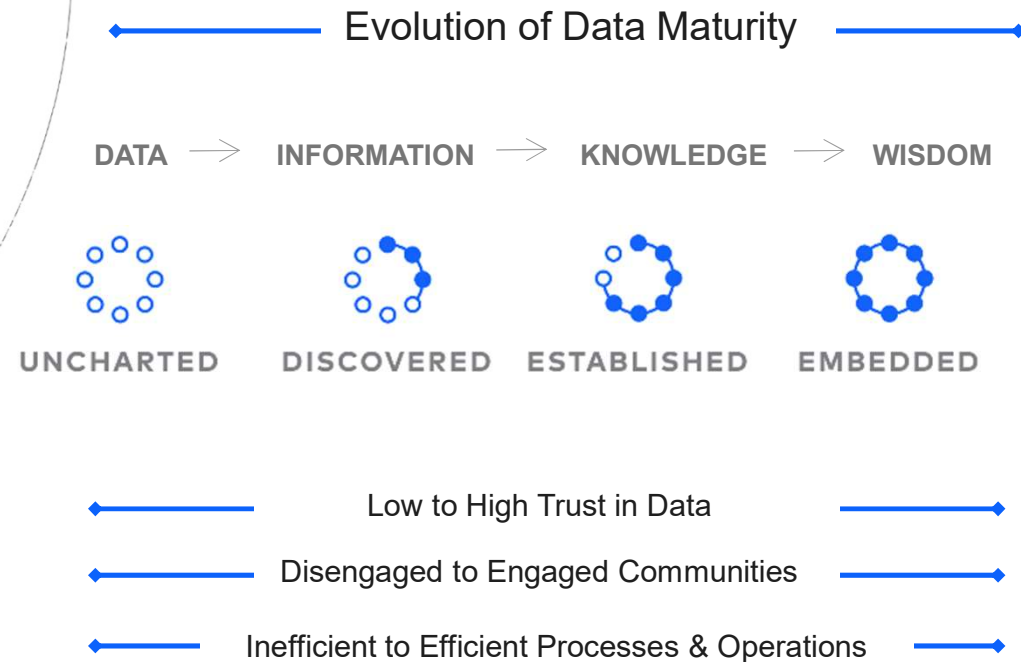 Evolution of Data Maturity
DATA INFORMATION KNOWLEDGE WISDOM
UNCHARTED DISCOVERED ESTABLISHED EMBEDDED
Low to High Trust in Data
Disengaged to Engaged Communities
Inefficient to Efficient Processes & Operations